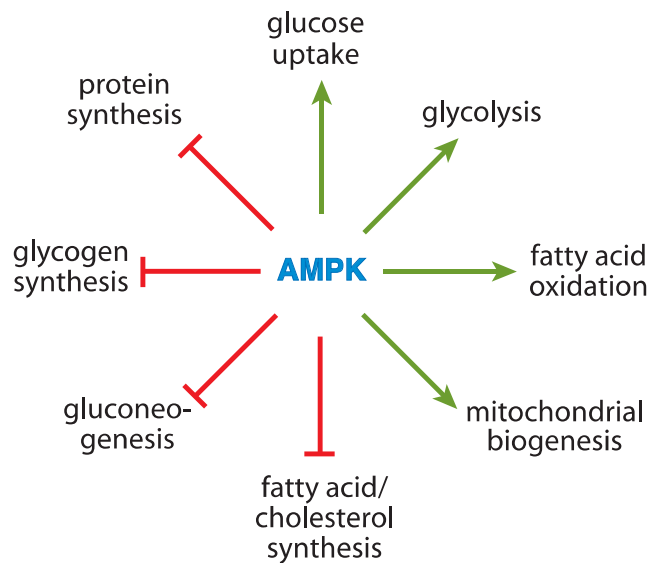 glucose
uptake
protein
synthesis
glycolysis
glycogen
synthesis
AMPK
fatty acid
oxidation
gluconeo-
genesis
mitochondrial
biogenesis
fatty acid/
cholesterol
synthesis